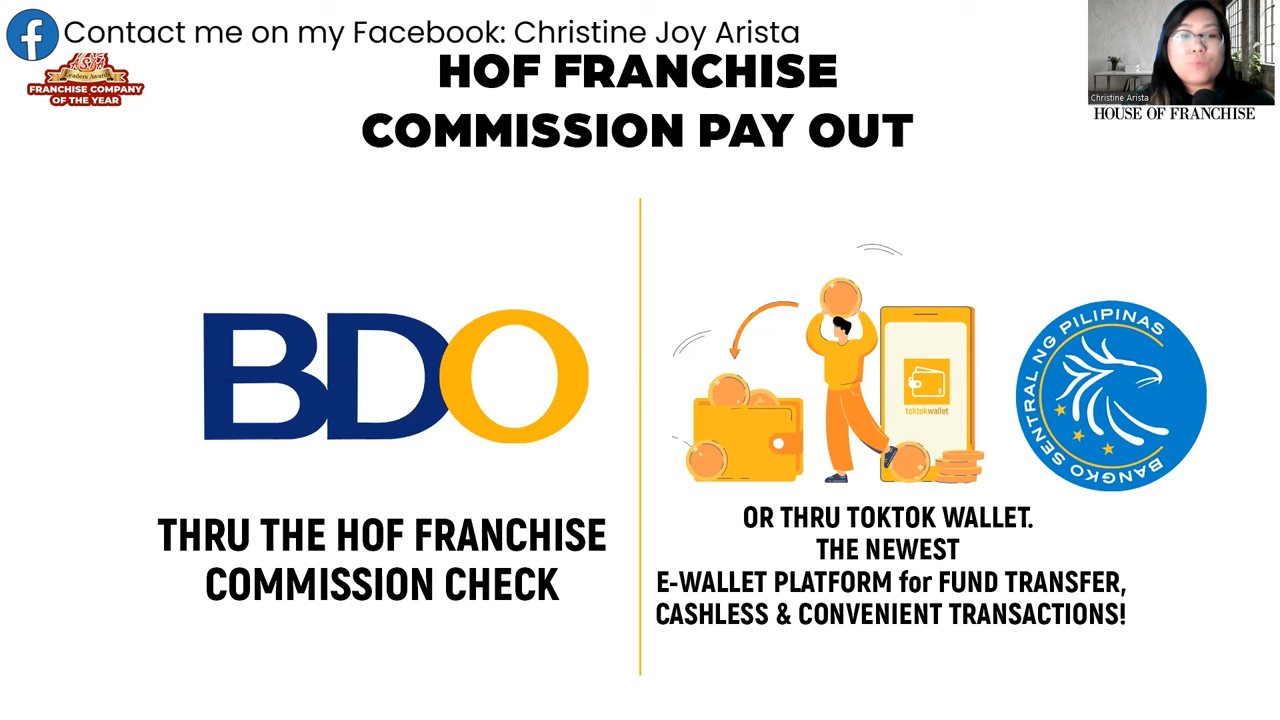 Contact me on my Facebook: Christine Joy Arista
ASIA
Leaders Awards
FRANCHISE COMPANY
OF THE YEAR
HOF FRANCHISE
COMMISSION PAY OUT
Christine Arista
HOUSE OF FRANCHISE
BDO
THRU THE HOF FRANCHISE
COMMISSION CHECK
toktokwallet
BANGKO SENTRAL NG PILIPINAS
OR THRU TOKTOK WALLET.
THE NEWEST
E-WALLET PLATFORM for FUND TRANSFER,
CASHLESS & CONVENIENT TRANSACTIONS!